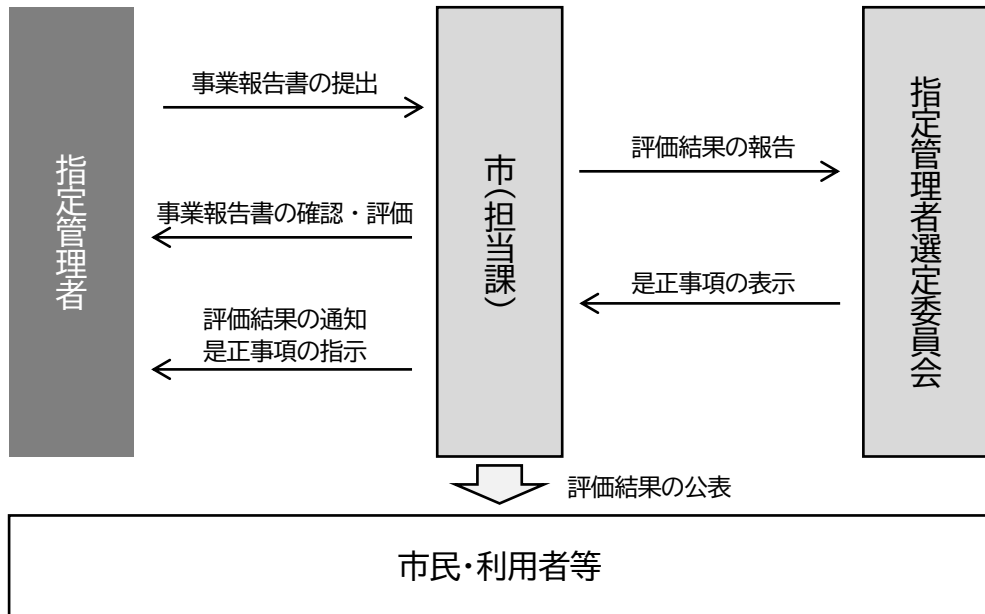 指定管理者
事業報告書の提出
事業報告書の確認・評価
評価結果の通知
是正事項の指示
市(担当課)
評価結果の報告
是正事項の表示
指定管理者選定委員会
評価結果の公表
市民・利用者等